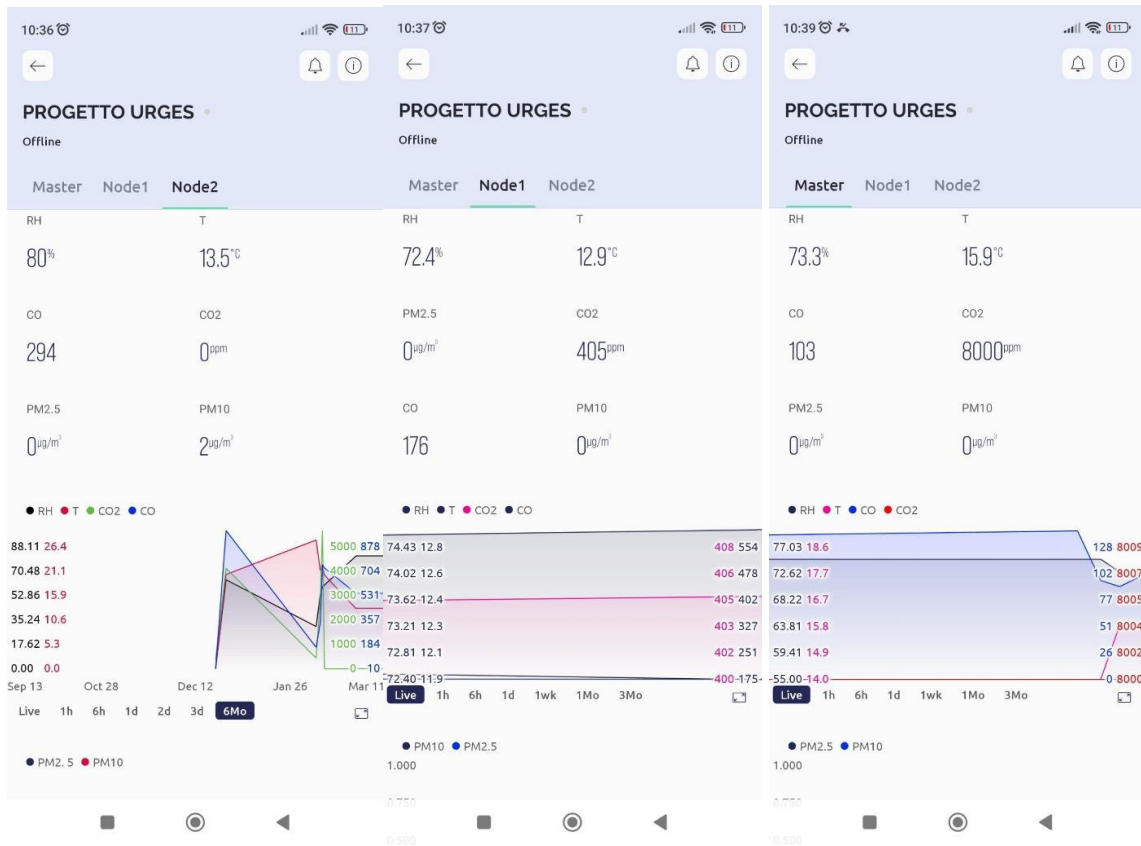 10:36
11
PROGETTO URGES
Offline
Master Node1 Node2
RH T
80% 13.5°C
CO CO2
294 0ppm
PM2.5 PM10
0µg/m³ 2µg/m³
RH T CO2 CO
88.11 26.4 5000 878
70.48 21.1 4000 704
52.86 15.9 3000 531
35.24 10.6 2000 357
17.62 5.3 1000 184
0.00 0.0 0 10
Sep 13 Oct 28 Dec 12 Jan 26 Mar 11
Live 1h 6h 1d 2d 3d 6Mo
PM2. 5 PM10
10:37
11
PROGETTO URGES
Offline
Master Node1 Node2
RH T
72.4% 12.9°C
PM2.5 CO2
0µg/m³ 405ppm
CO PM10
176 0µg/m³
RH T CO2 CO
74.43 12.8 408 554
74.02 12.6 406 478
73.62 12.4 405 402
73.21 12.3 403 327
72.81 12.1 402 251
72.40 11.9 400 175
Live 1h 6h 1d 1wk 1Mo 3Mo
PM10 PM2.5
1.000
0.750
0.500
10:39
11
PROGETTO URGES
Offline
Master Node1 Node2
RH T
73.3% 15.9°C
CO CO2
103 8000ppm
PM2.5 PM10
0µg/m³ 0µg/m³
RH T CO CO2
77.03 18.6 128 8009
72.62 17.7 102 8007
68.22 16.7 77 8005
63.81 15.8 51 8004
59.41 14.9 26 8002
55.00 14.0 0 8000
Live 1h 6h 1d 1wk 1Mo 3Mo
PM2.5 PM10
1.000
0.750
0.500